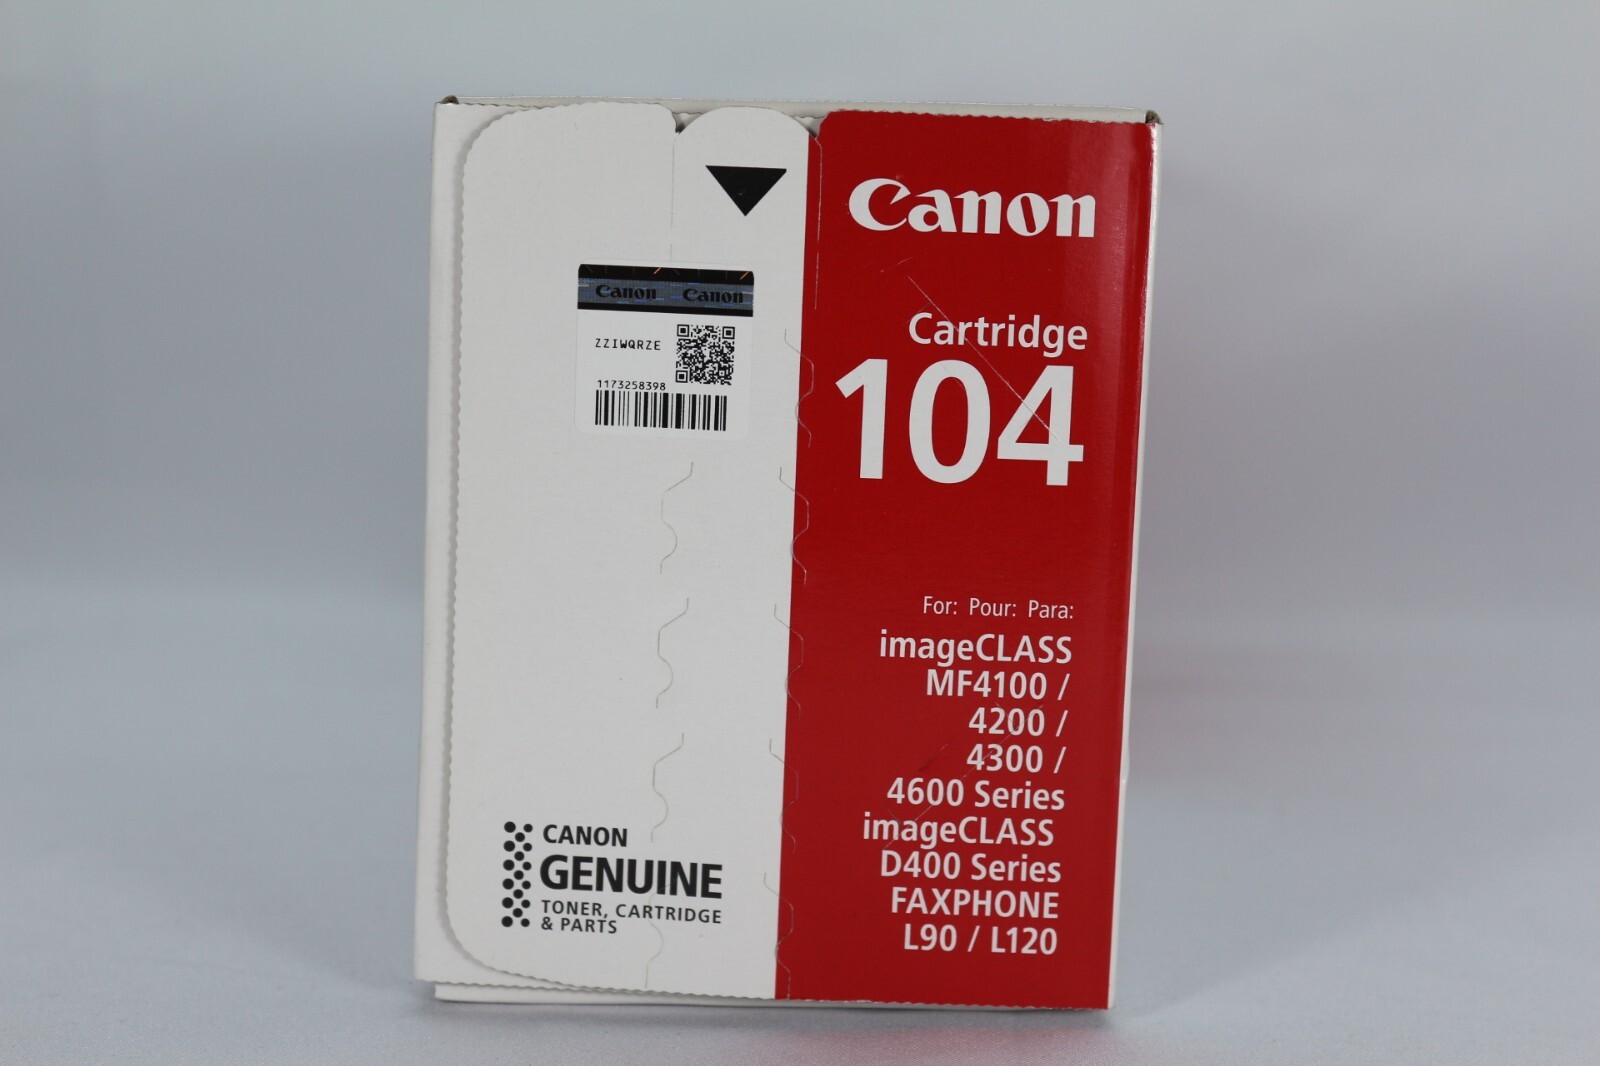 Canon Canon
ZZIWQRZE
1173258398
CANON
GENUINE
TONER, CARTRIDGE
& PARTS
Canon
Cartridge
104
For: Pour: Para:
imageCLASS
MF4100 /
4200 /
4300 /
4600 Series
imageCLASS
D400 Series
FAXPHONE
L90 / L120